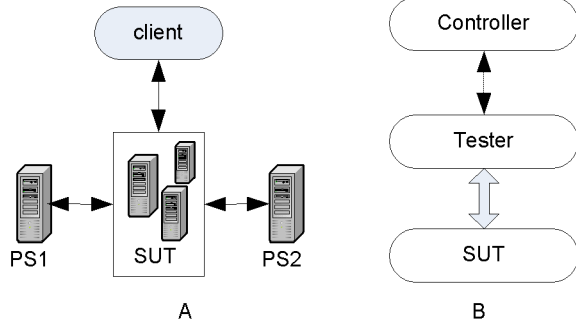 client
PS1
SUT
PS2
A
Controller
Tester
SUT
B